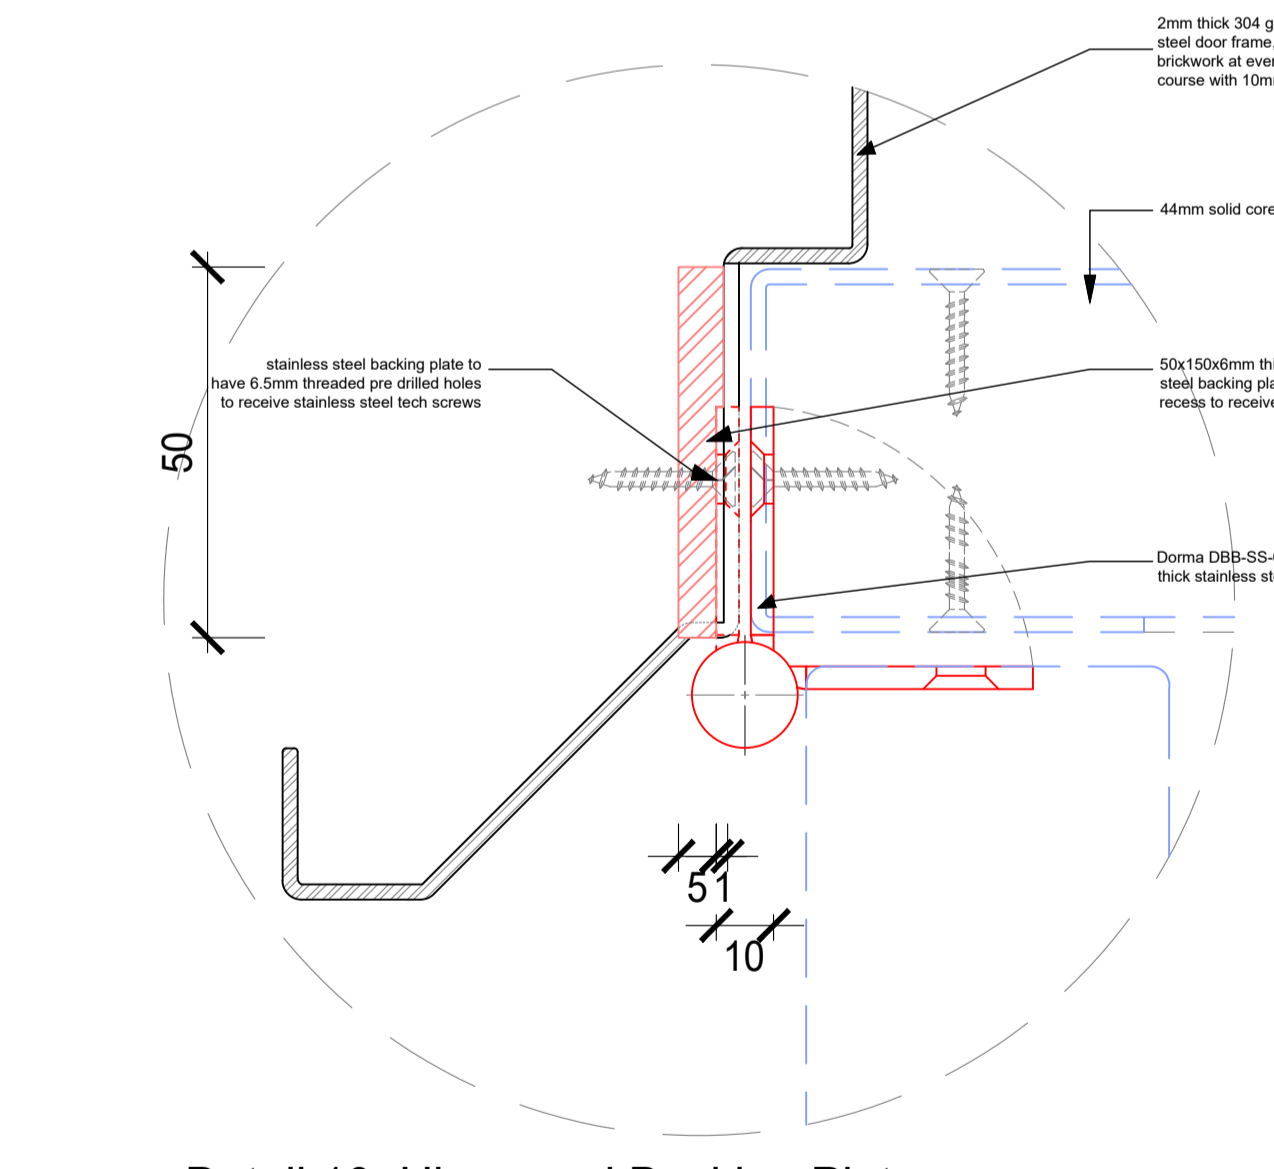 2mm thick 304 g
steel door frame,
brickwork at ever
course with 10m
44mm solid core
stainless steel backing plate to
have 6.5mm threaded pre drilled holes
to receive stainless steel tech screws
50x150x6mm thi
steel backing pla
recess to receive
50
Dorma DBB-SS-
thick stainless st
51
10